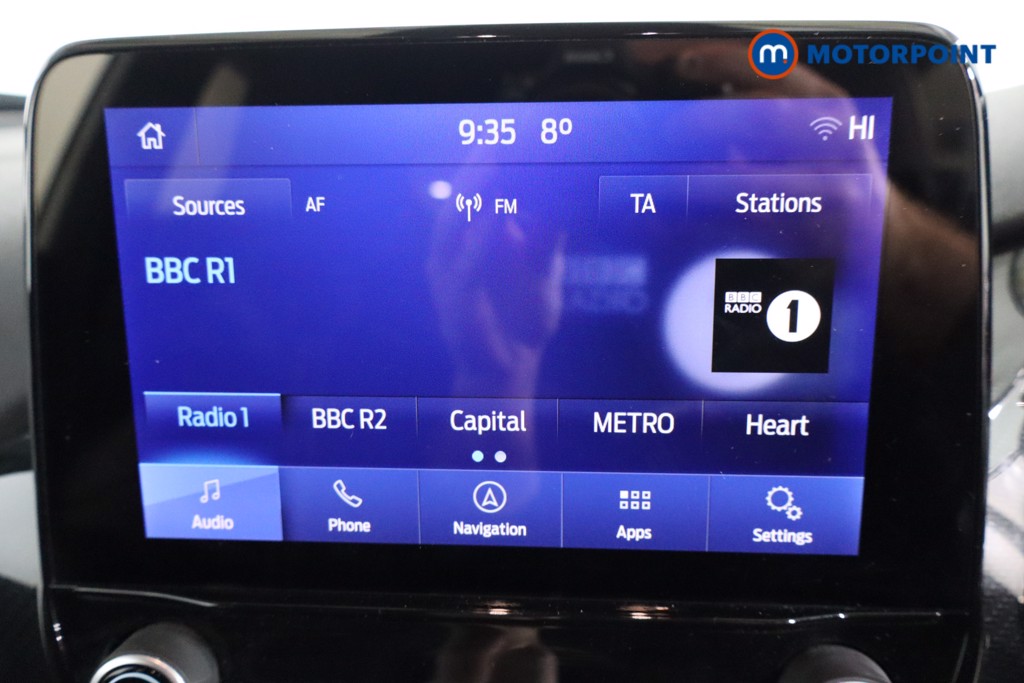 MOTORPOINT
9:35 8º HI
Sources AF FM TA Stations
BBC R1
BBC RADIO 1
Radio 1 BBC R2 Capital METRO Heart
Audio Phone Navigation Apps Settings